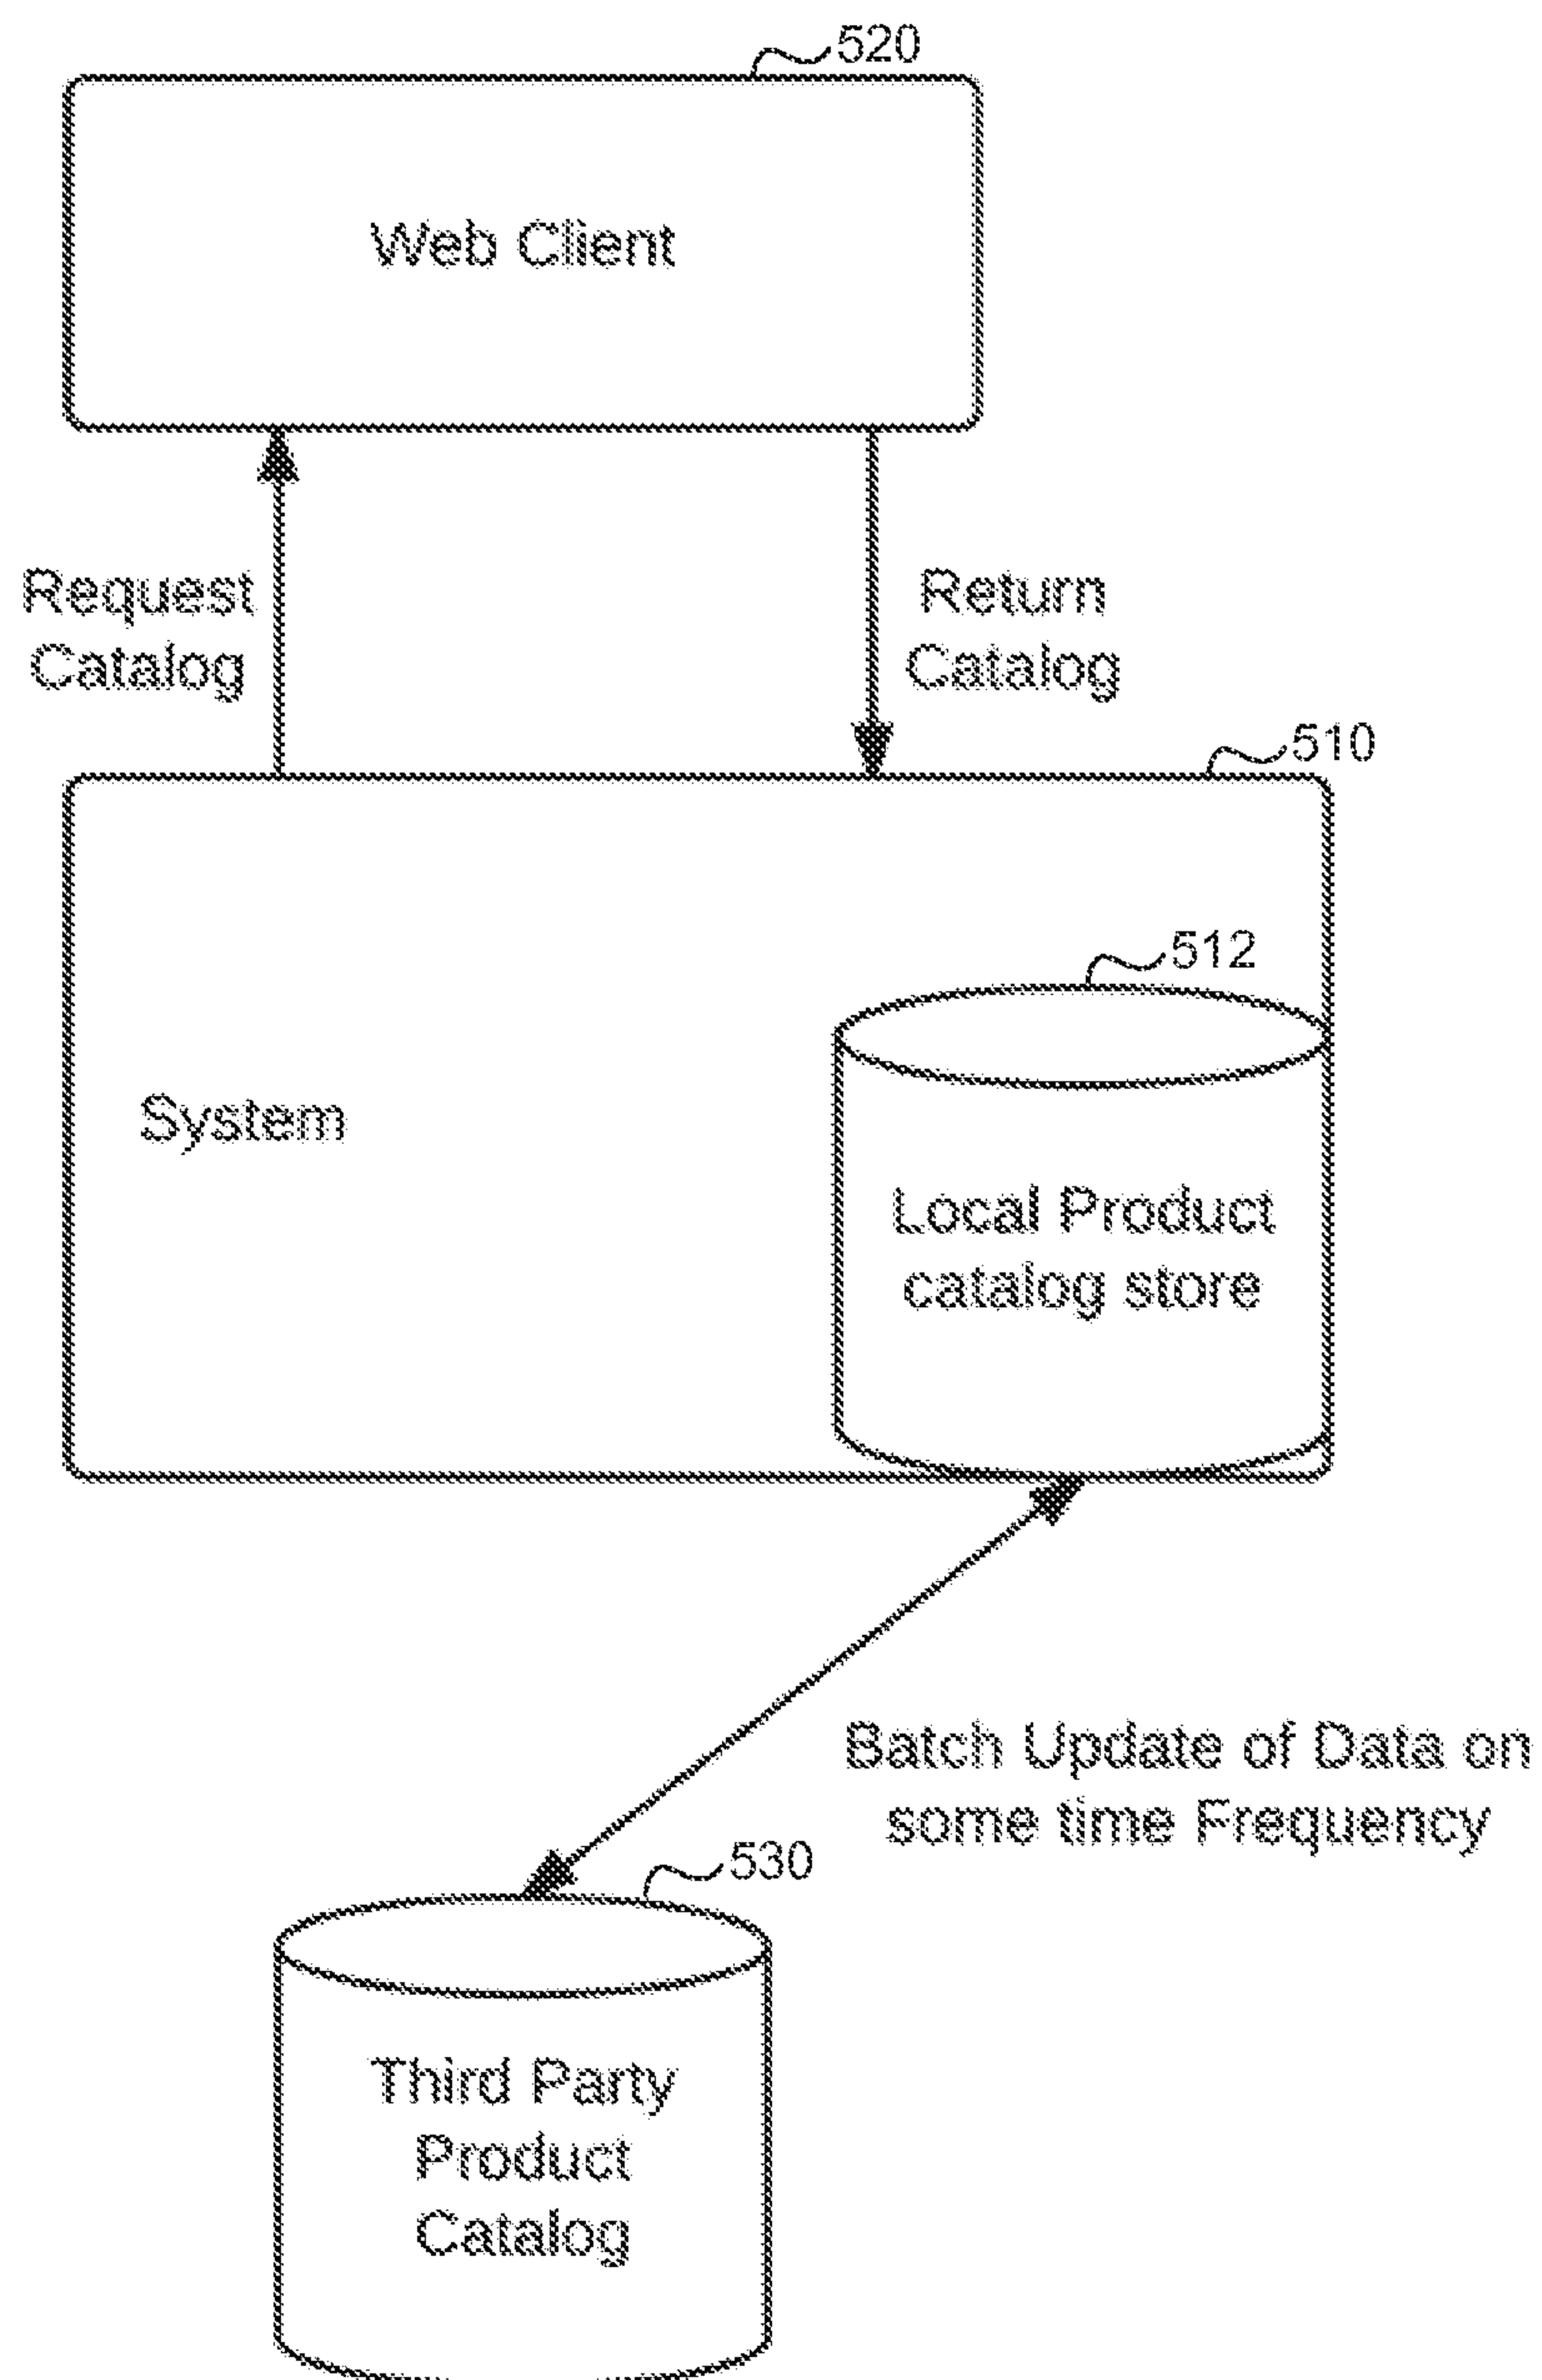 520
Web Client
Request
Catalog
Return
Catalog
510
512
System
Local Product
catalog store
Batch Update of Data on
some time Frequency
530
Third Party
Product
Catalog